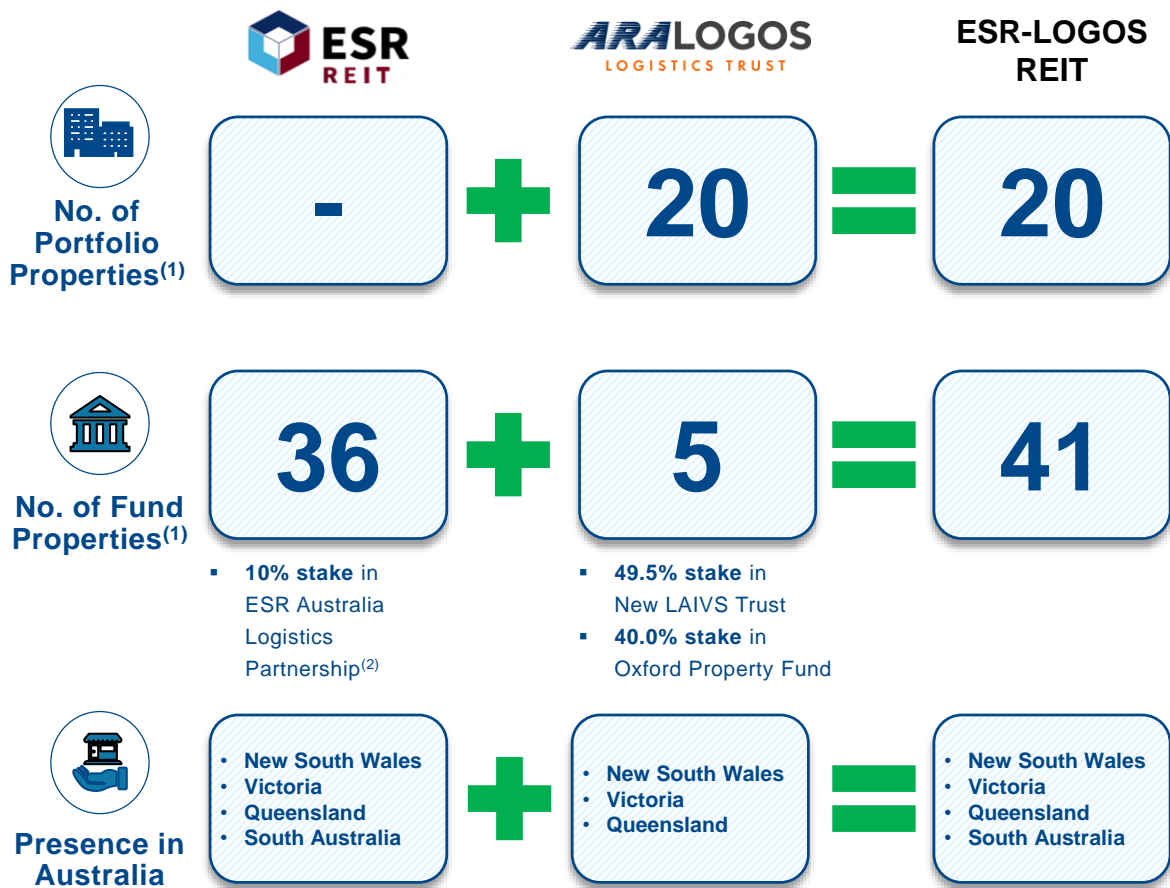 ESR
REIT
ARALOGOS
LOGISTICS TRUST
ESR-LOGOS
REIT
No. of
Portfolio
Properties(1)
-
20
20
No. of Fund
Properties(1)
36
5
41
▪ 10% stake in
ESR Australia
Logistics
Partnership(2)
▪ 49.5% stake in
New LAIVS Trust
▪ 40.0% stake in
Oxford Property Fund
Presence in
Australia
• New South Wales
• Victoria
• Queensland
• South Australia
• New South Wales
• Victoria
• Queensland
• New South Wales
• Victoria
• Queensland
• South Australia